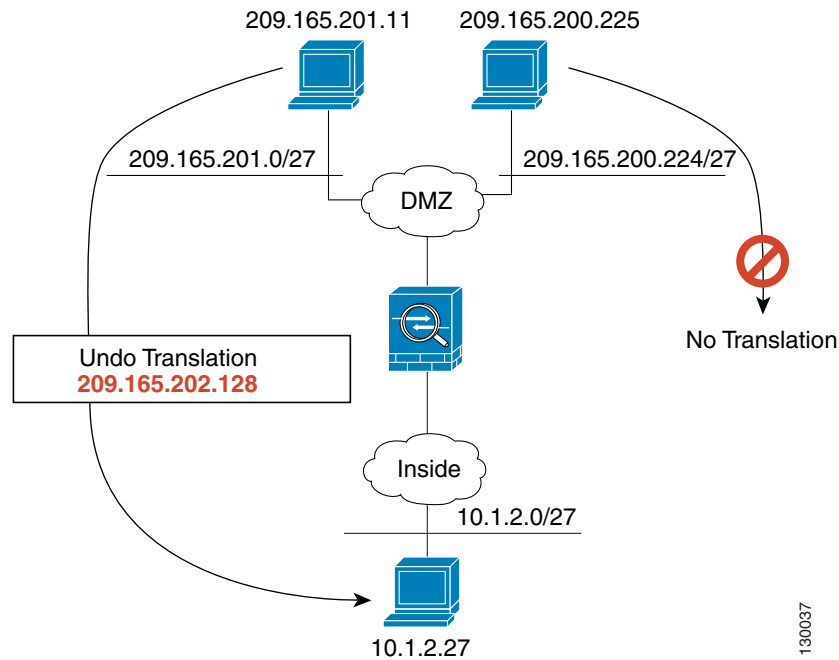 209.165.201.11
209.165.200.225
209.165.201.0/27
209.165.200.224/27
DMZ
No Translation
Undo Translation
209.165.202.128
Inside
10.1.2.0/27
10.1.2.27
130037